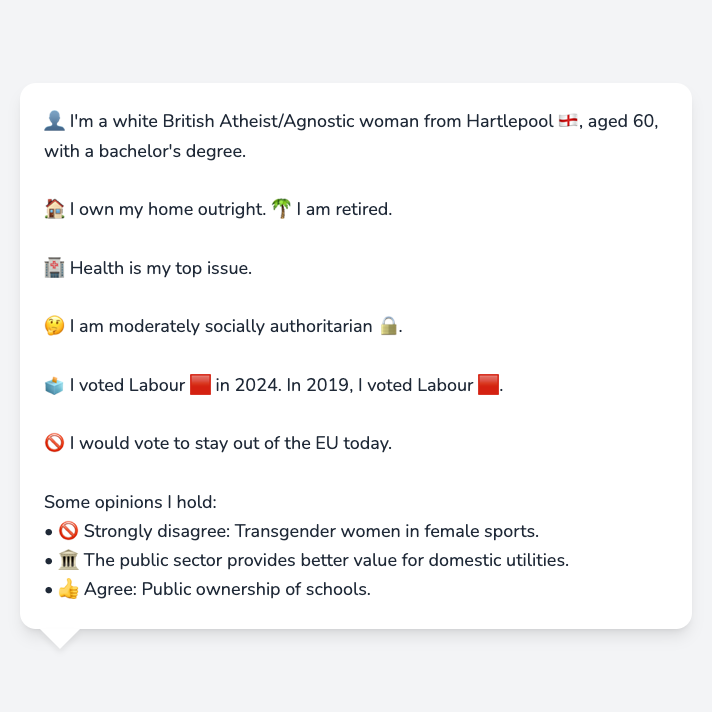 👤 I'm a white British Atheist/Agnostic woman from Hartlepool 🏴󠁧󠁢󠁥󠁮󠁧󠁿, aged 60,
with a bachelor's degree.
🏠 I own my home outright. 🌴 I am retired.
🏥 Health is my top issue.
🤔 I am moderately socially authoritarian 🔒.
🗳️ I voted Labour 🟥 in 2024. In 2019, I voted Labour 🟥.
🚫 I would vote to stay out of the EU today.
Some opinions I hold:
• 🚫 Strongly disagree: Transgender women in female sports.
• 🏛️ The public sector provides better value for domestic utilities.
• 👍 Agree: Public ownership of schools.